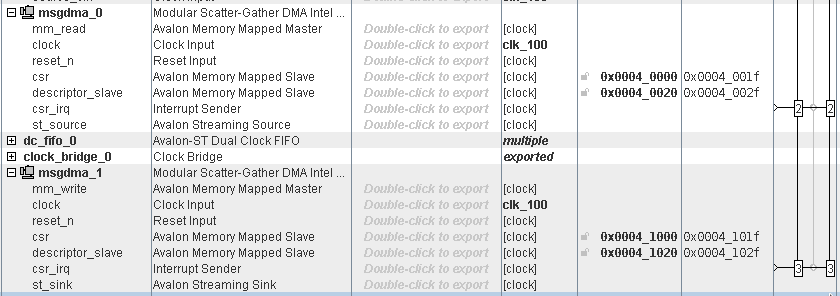 msgdma_0 Modular Scatter-Gather DMA Intel ...
mm_read Avalon Memory Mapped Master Double-click to export [clock]
clock Clock Input Double-click to export clk_100
reset_n Reset Input Double-click to export [clock]
csr Avalon Memory Mapped Slave Double-click to export [clock] 0x0004_0000 0x0004_001f
descriptor_slave Avalon Memory Mapped Slave Double-click to export [clock] 0x0004_0020 0x0004_002f
csr_irq Interrupt Sender Double-click to export [clock] 2 2
st_source Avalon Streaming Source Double-click to export [clock]
dc_fifo_0 Avalon-ST Dual Clock FIFO multiple
clock_bridge_0 Clock Bridge exported
msgdma_1 Modular Scatter-Gather DMA Intel ...
mm_write Avalon Memory Mapped Master Double-click to export [clock]
clock Clock Input Double-click to export clk_100
reset_n Reset Input Double-click to export [clock]
csr Avalon Memory Mapped Slave Double-click to export [clock] 0x0004_1000 0x0004_101f
descriptor_slave Avalon Memory Mapped Slave Double-click to export [clock] 0x0004_1020 0x0004_102f
csr_irq Interrupt Sender Double-click to export [clock] 3 3
st_sink Avalon Streaming Sink Double-click to export [clock]